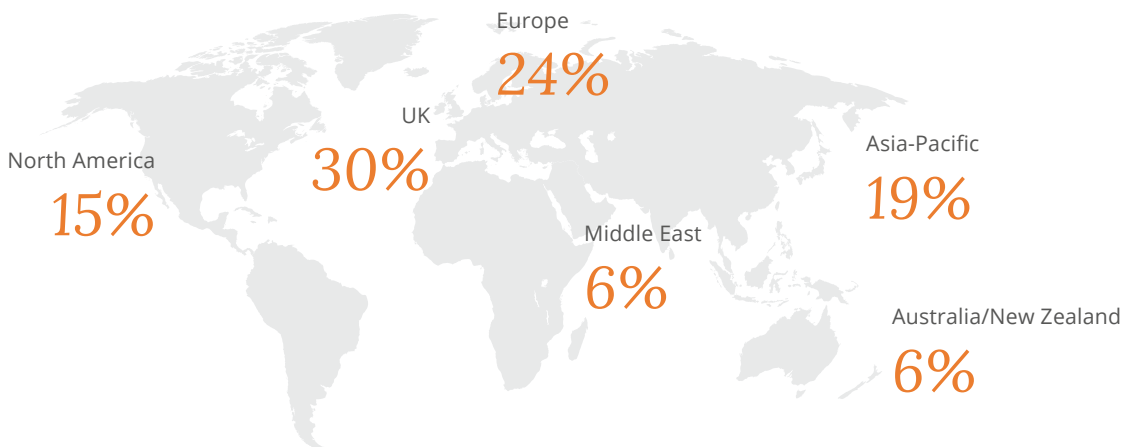 Europe
24%
UK
30%
North America
15%
Asia-Pacific
19%
Middle East
6%
Australia/New Zealand
6%